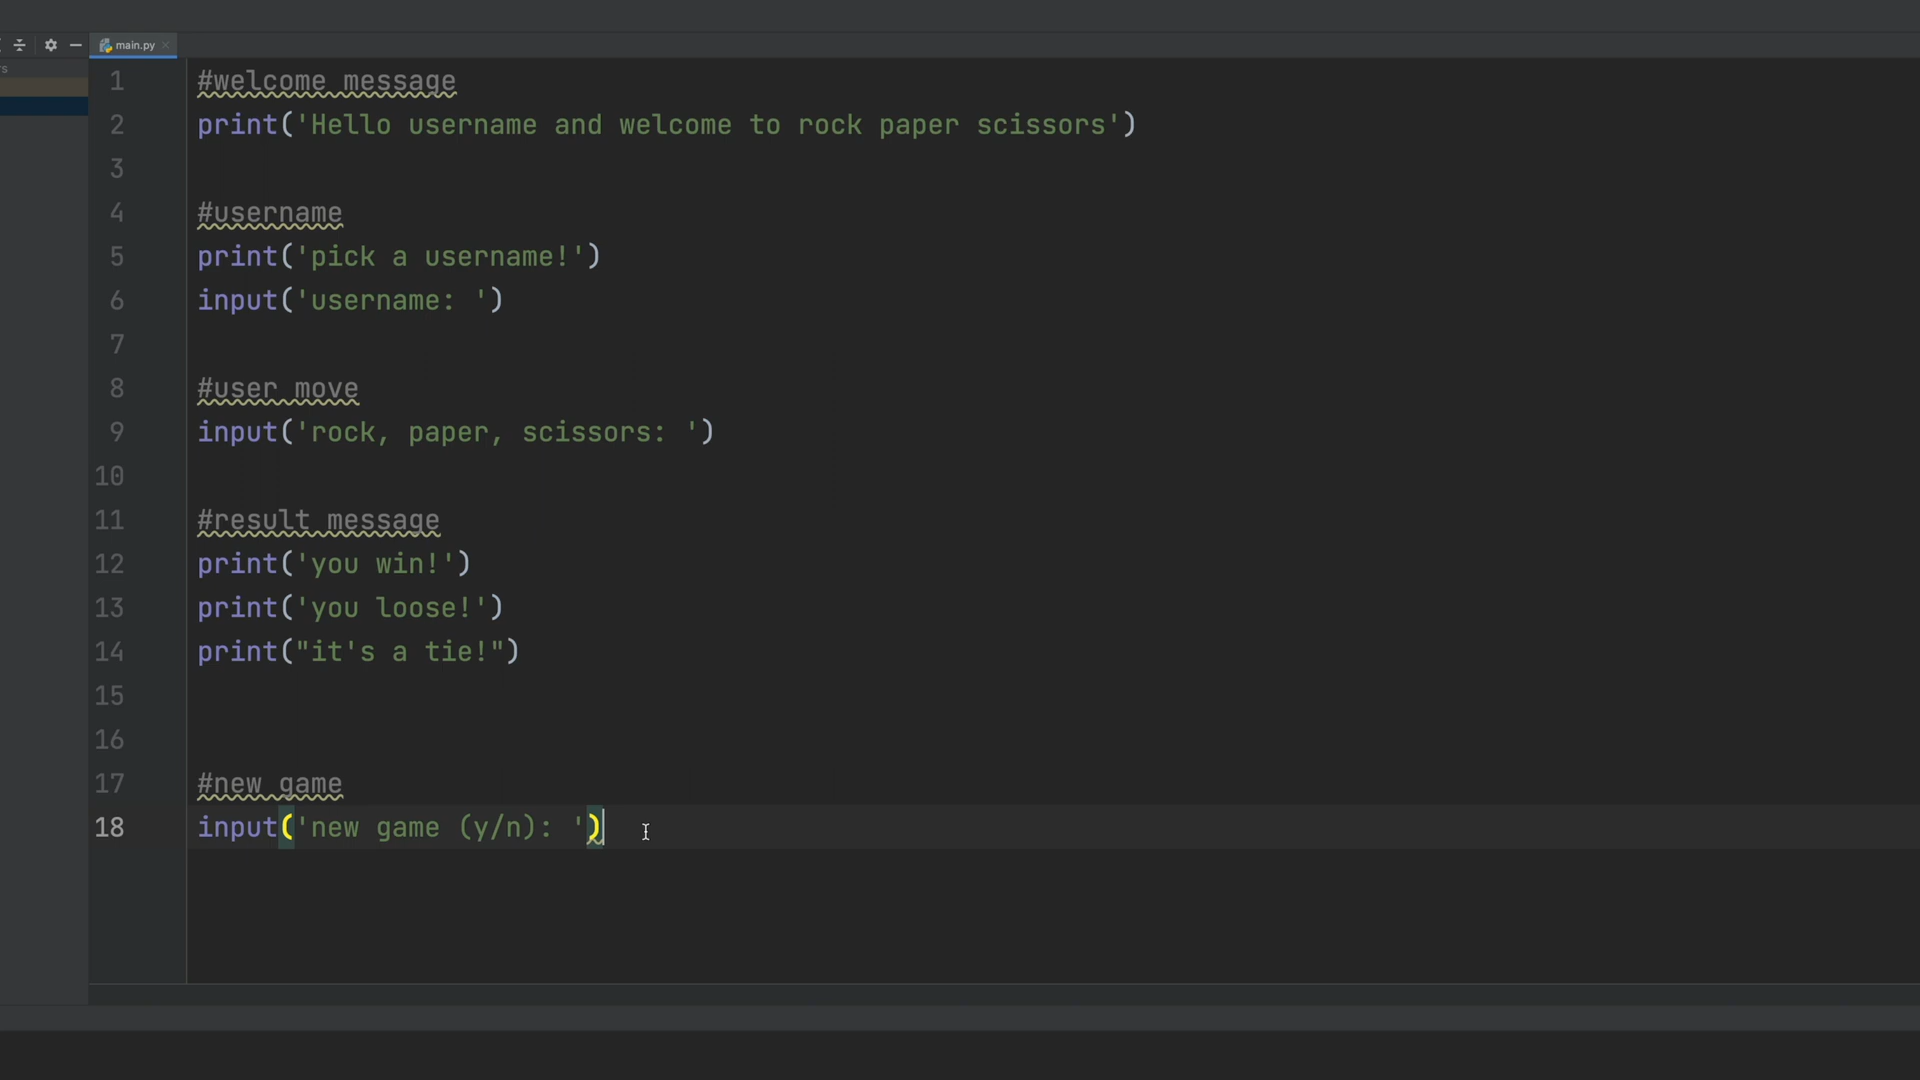 main.py
s
1 #welcome message
2 print('Hello username and welcome to rock paper scissors')
3
4 #username
5 print('pick a username!')
6 input('username: ')
7
8 #user move
9 input('rock, paper, scissors: ')
10
11 #result message
12 print('you win!')
13 print('you loose!')
14 print("it's a tie!")
15
16
17 #new game
18 input('new game (y/n): ')